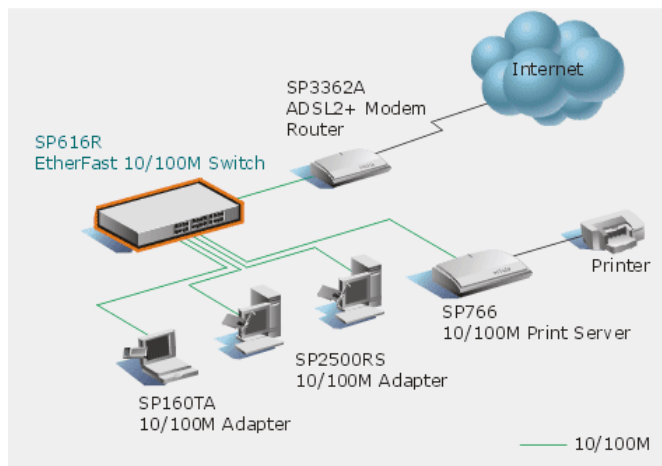 Internet
SP3362A
ADSL2+ Modem
Router
SP616R
EtherFast 10/100M Switch
Printer
SP766
10/100M Print Server
SP2500RS
10/100M Adapter
SP160TA
10/100M Adapter
10/100M